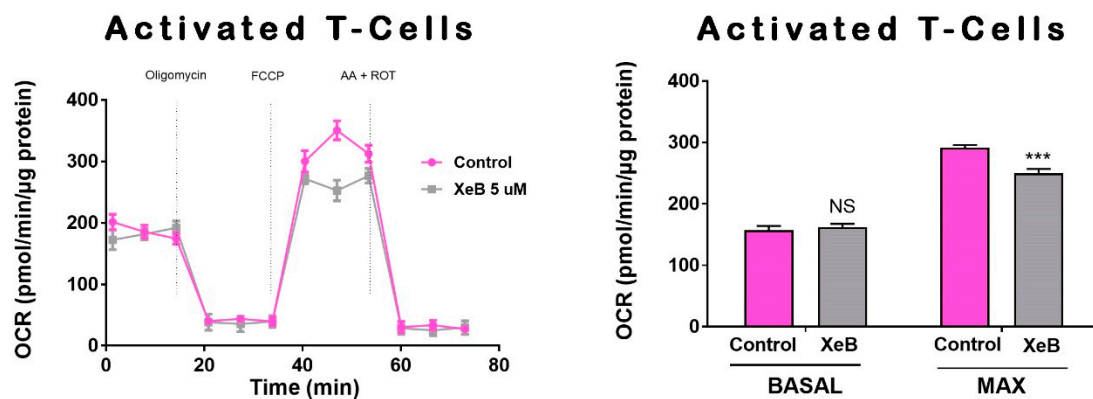 Activated T-Cells
Oligomycin FCCP AA + ROT
OCR (pmol/min/µg protein)
400
300
200
100
0
0 20 40 60 80
Time (min)
Control
XeB 5 uM
Activated T-Cells
OCR (pmol/min/µg protein)
400
300
200
100
0
NS
***
Control XeB Control XeB
BASAL MAX